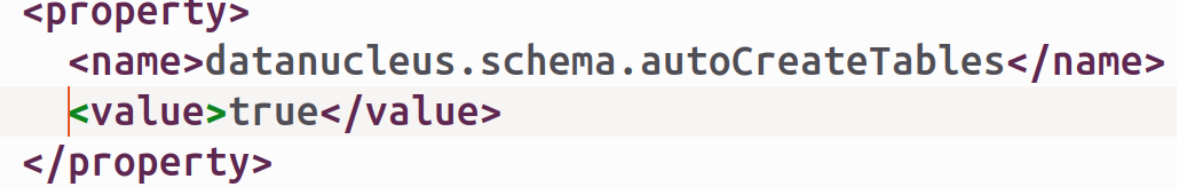 <property>
<name>datanucleus.schema.autoCreateTables</name>
<value>true</value>
</property>